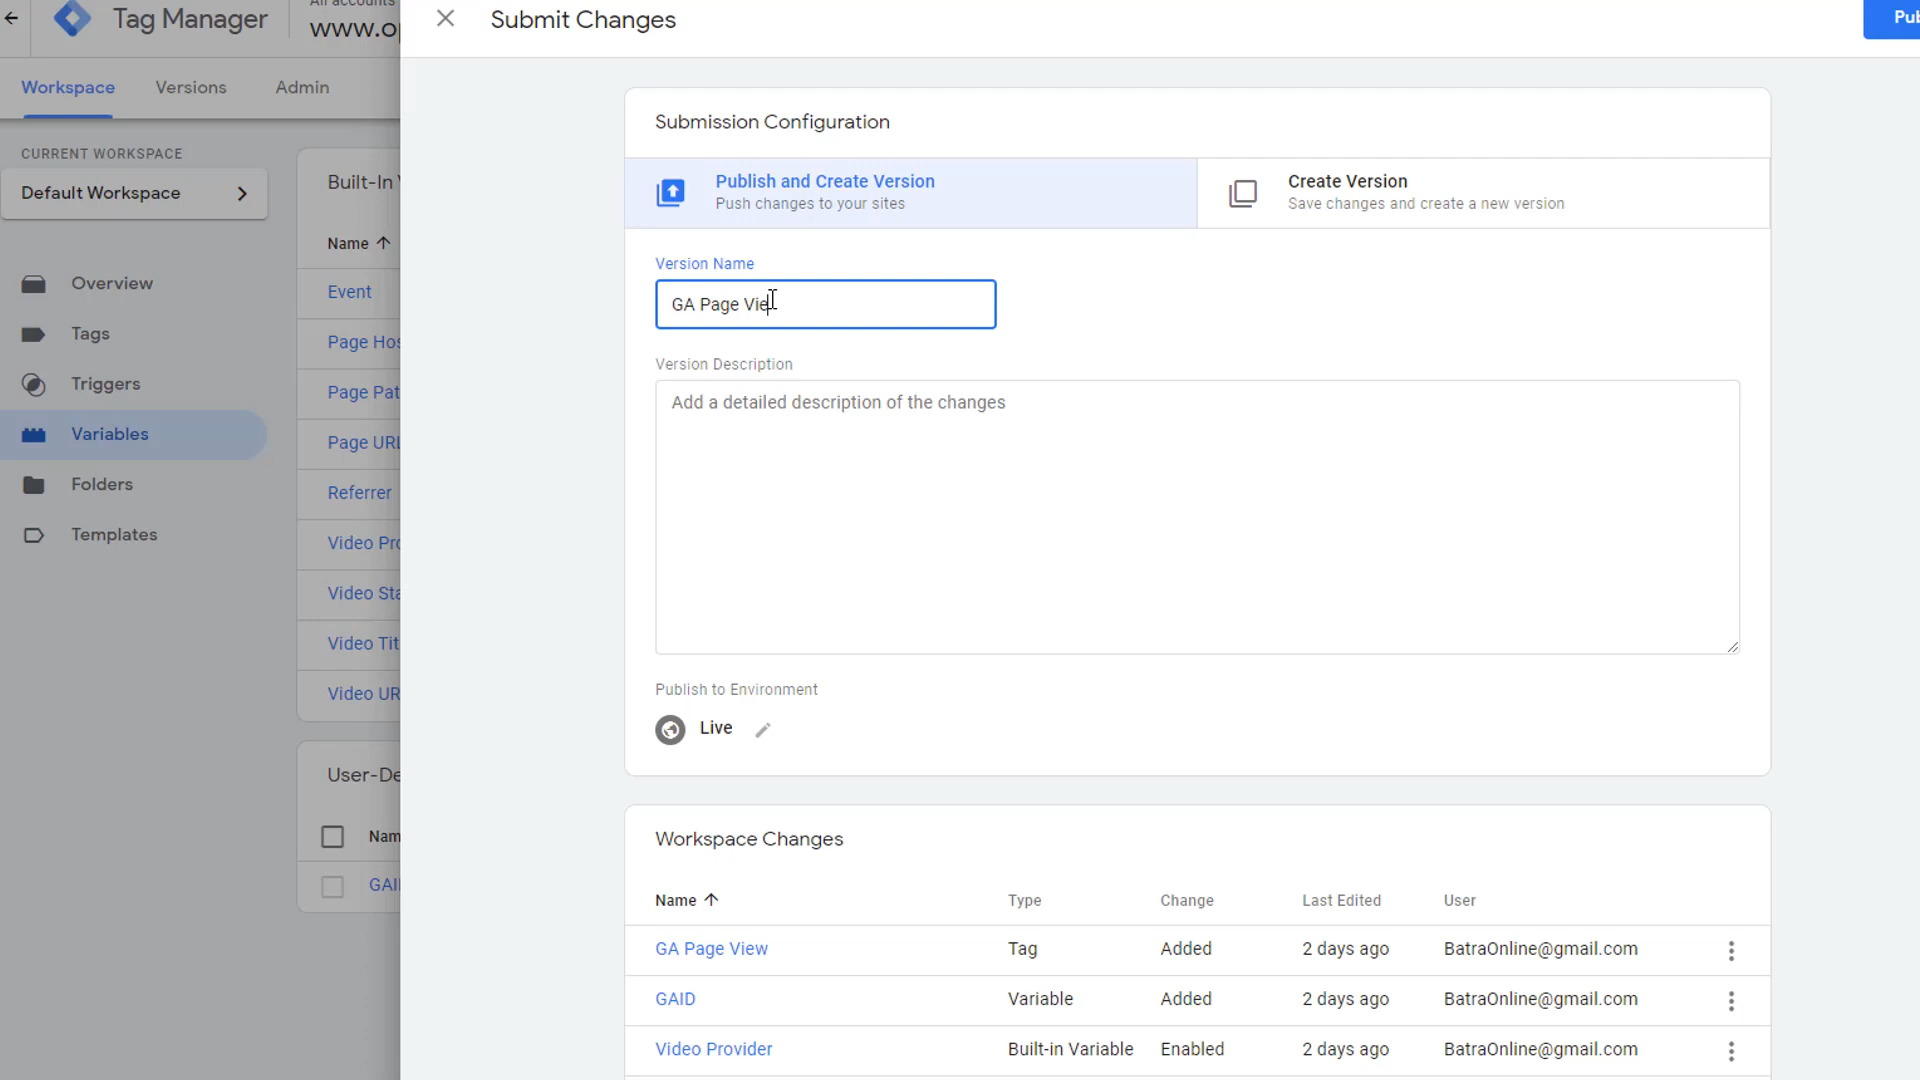 All accounts
Tag Manager
www.op
Submit Changes
Pub
Workspace
Versions
Admin
CURRENT WORKSPACE
Default Workspace
Overview
Tags
Triggers
Variables
Folders
Templates
Built-In V
Name
Event
Page Hos
Page Pat
Page URL
Referrer
Video Pro
Video Sta
Video Tit
Video UR
User-De
Nam
GAI
Submission Configuration
Publish and Create Version
Push changes to your sites
Create Version
Save changes and create a new version
Version Name
GA Page Vie
Version Description
Add a detailed description of the changes
Publish to Environment
Live
Workspace Changes
Name Type Change Last Edited User
GA Page View Tag Added 2 days ago BatraOnline@gmail.com
GAID Variable Added 2 days ago BatraOnline@gmail.com
Video Provider Built-in Variable Enabled 2 days ago BatraOnline@gmail.com